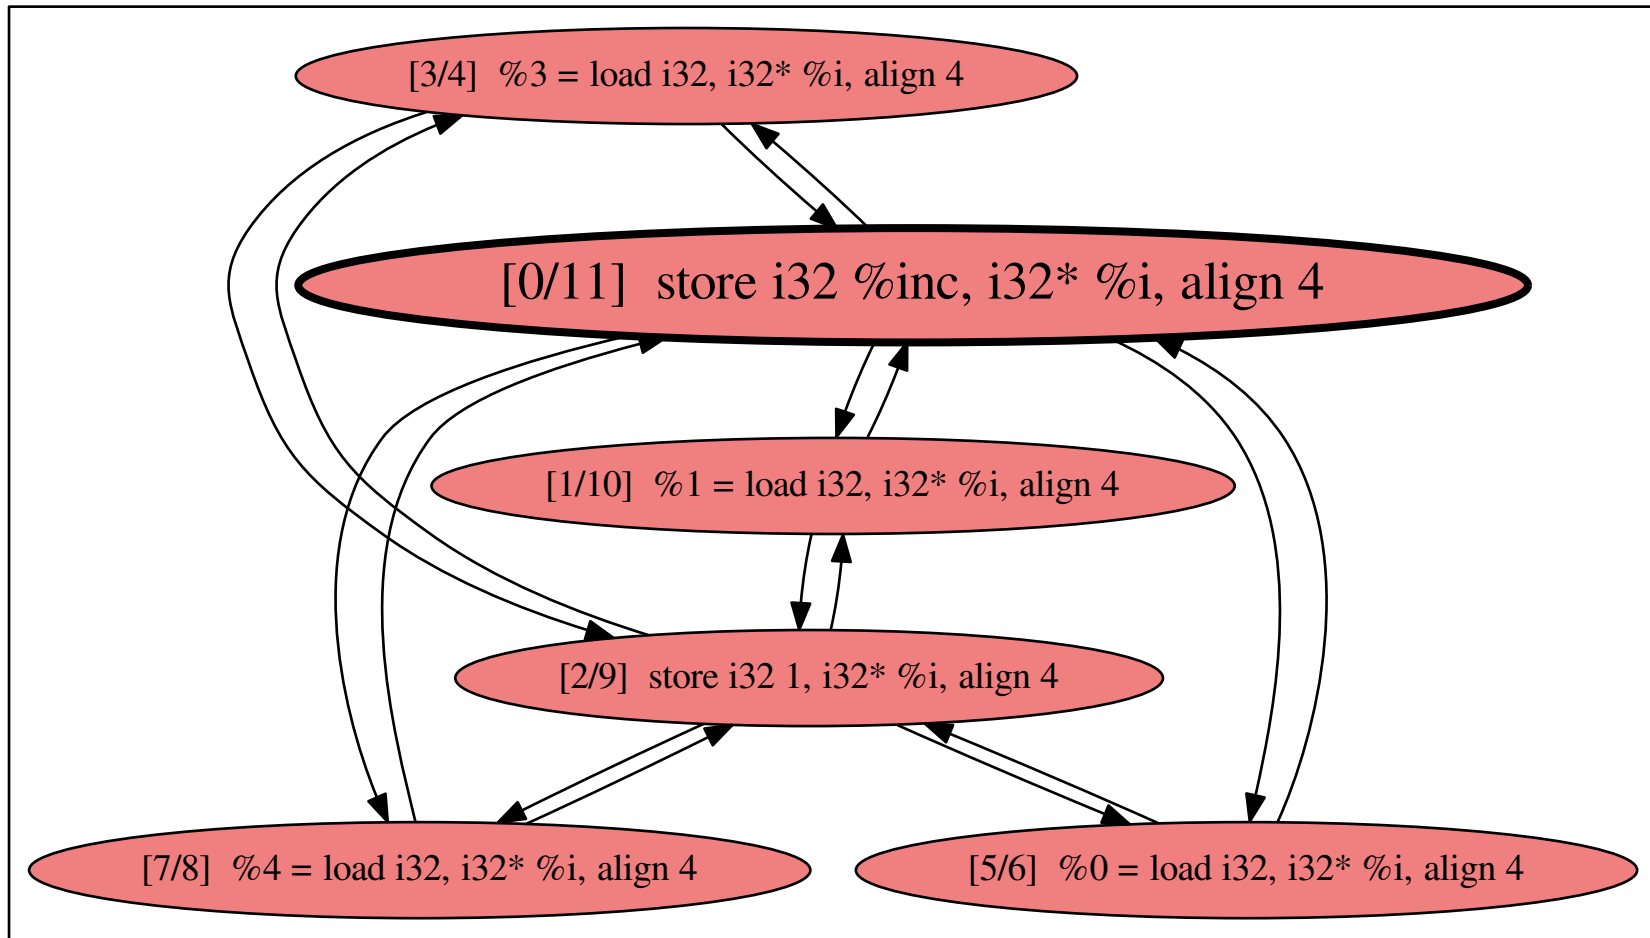 [3/4] %3 = load i32, i32* %i, align 4
[0/11] store i32 %inc, i32* %i, align 4
[1/10] %1 = load i32, i32* %i, align 4
[2/9] store i32 1, i32* %i, align 4
[7/8] %4 = load i32, i32* %i, align 4
[5/6] %0 = load i32, i32* %i, align 4